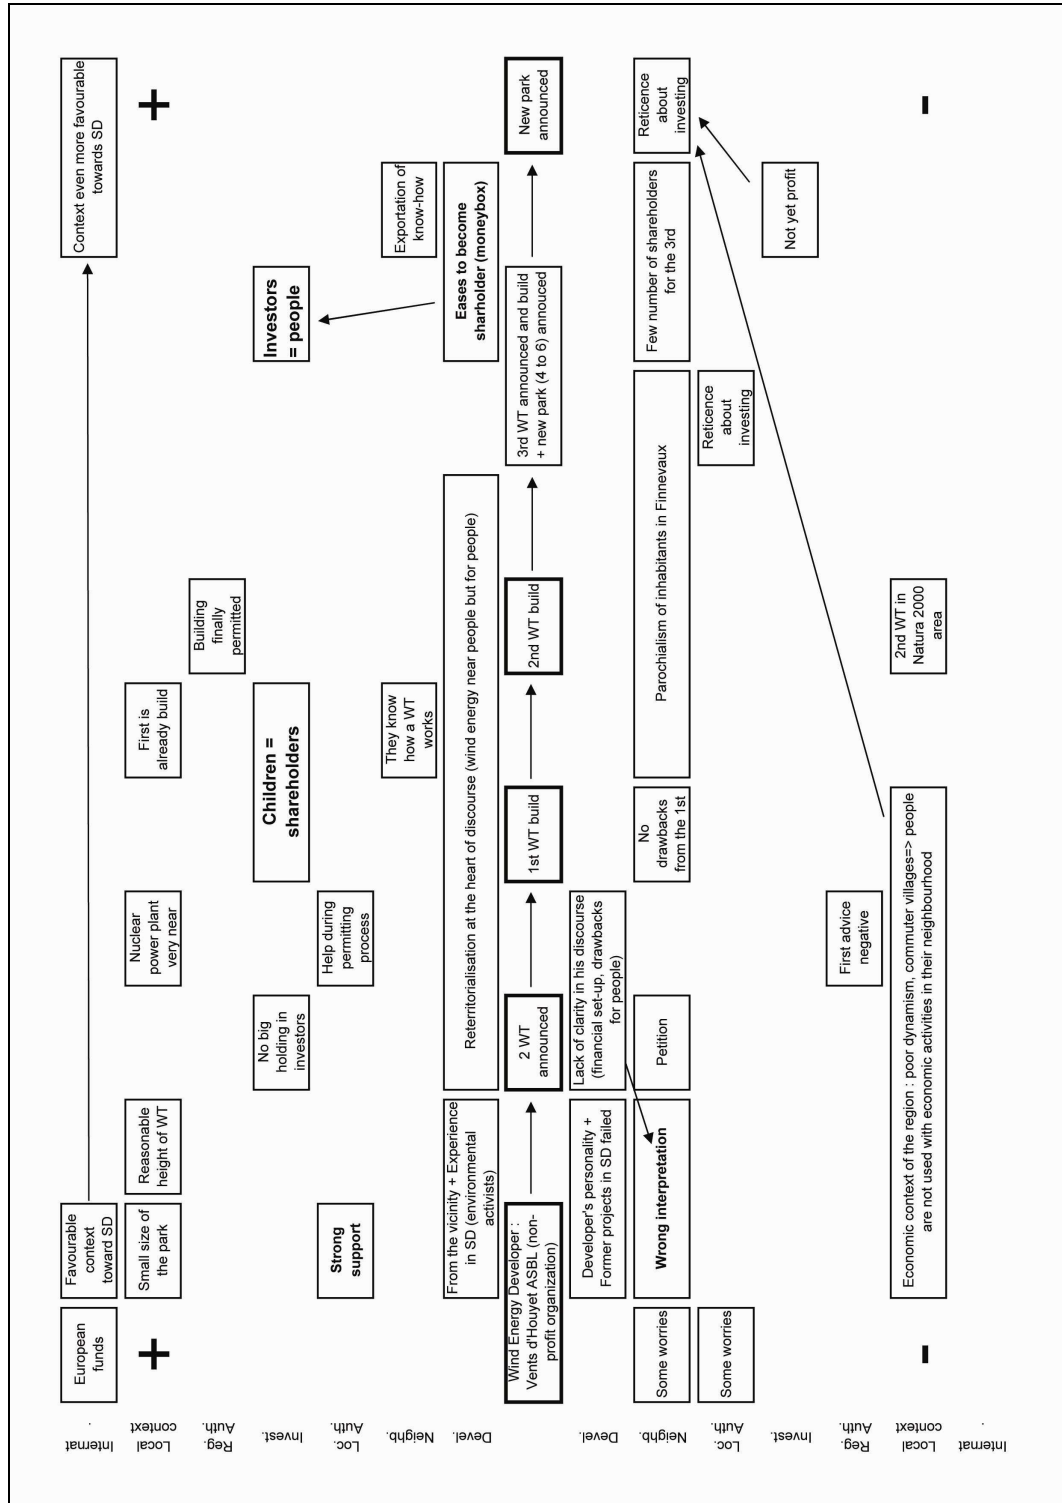 Internat
.
European
funds
Favourable
context
toward SD
Context even more favourable
towards SD
Local
context
+
Small size of
the park
Reasonable
height of WT
Nuclear
power plant
very near
First is
already build
+
Reg.
Auth.
Building
finally
permitted
Invest.
No big
holding in
investors
Children =
shareholders
Investors
= people
Loc.
Auth.
Strong
support
Help during
permitting
process
Neighb.
They know
how a WT
works
Exportation of
know-how
Devel.
From the vicinity + Experience
in SD (environmental
activists)
Reterritorialisation at the heart of discourse (wind energy near people but for people)
Eases to become
sharholder (moneybox)
Wind Energy Developer :
Vents d'Houyet ASBL (non-
profit organization)
2 WT
announced
1st WT build
2nd WT build
3rd WT announced and build
+ new park (4 to 6) annouced
New park
announced
Devel.
Developer's personality +
Former projects in SD failed
Lack of clarity in his discourse
(financial set-up, drawbacks
for people)
Neighb.
Some worries
Wrong interpretation
Petition
No
drawbacks
from the 1st
Parochialism of inhabitants in Finnevaux
Few number of shareholders
for the 3rd
Reticence
about
investing
Loc.
Auth.
Some worries
Reticence
about
investing
Invest.
Not yet profit
Reg.
Auth.
First advice
negative
Local
context
-
Economic context of the region : poor dynamism, commuter villages=> people
are not used with economic activities in their neighbourhood
2nd WT in
Natura 2000
area
-
Internat
.